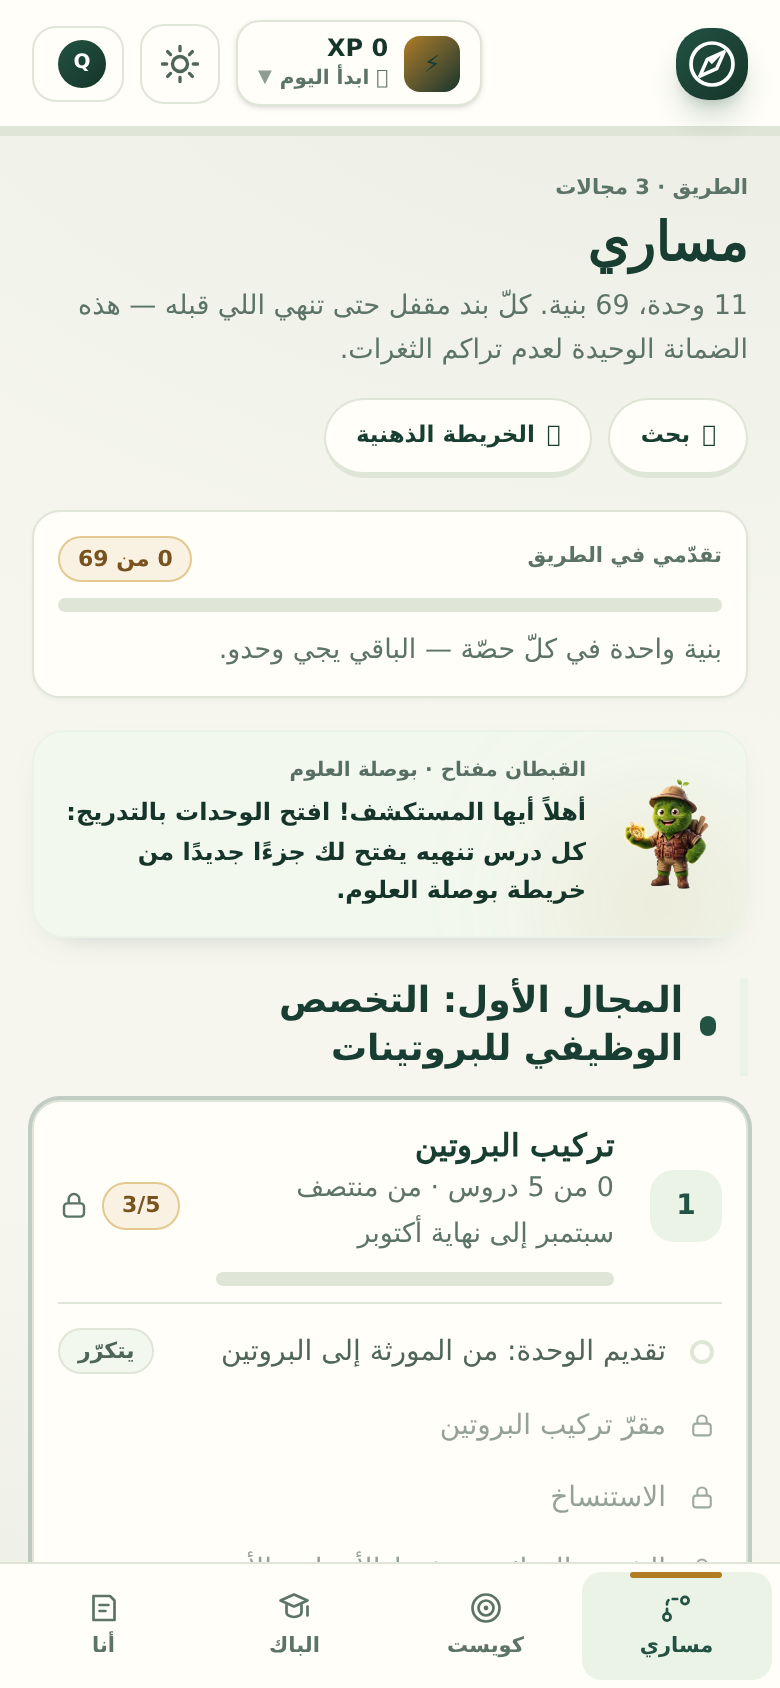 XP 0
ابدأ اليوم ▼
Q
الطريق · 3 مجالات
مساري
11 وحدة، 69 بنية. كلّ بند مقفل حتى تنهي اللي قبله — هذه
الضمانة الوحيدة لعدم تراكم الثغرات.
بحث
الخريطة الذهنية
تقدّمي في الطريق
0 من 69
بنية واحدة في كلّ حصّة — الباقي يجي وحدو.
القبطان مفتاح · بوصلة العلوم
أهلاً أيها المستكشف! افتح الوحدات بالتدريج:
كل درس تنهيه يفتح لك جزءًا جديدًا من
خريطة بوصلة العلوم.
المجال الأول: التخصص
الوظيفي للبروتينات
1
تركيب البروتين
0 من 5 دروس · من منتصف
سبتمبر إلى نهاية أكتوبر
3/5
تقديم الوحدة: من المورثة إلى البروتين
يتكرّر
مقرّ تركيب البروتين
الاستنساخ
مساري
كويست
الباك
أنا